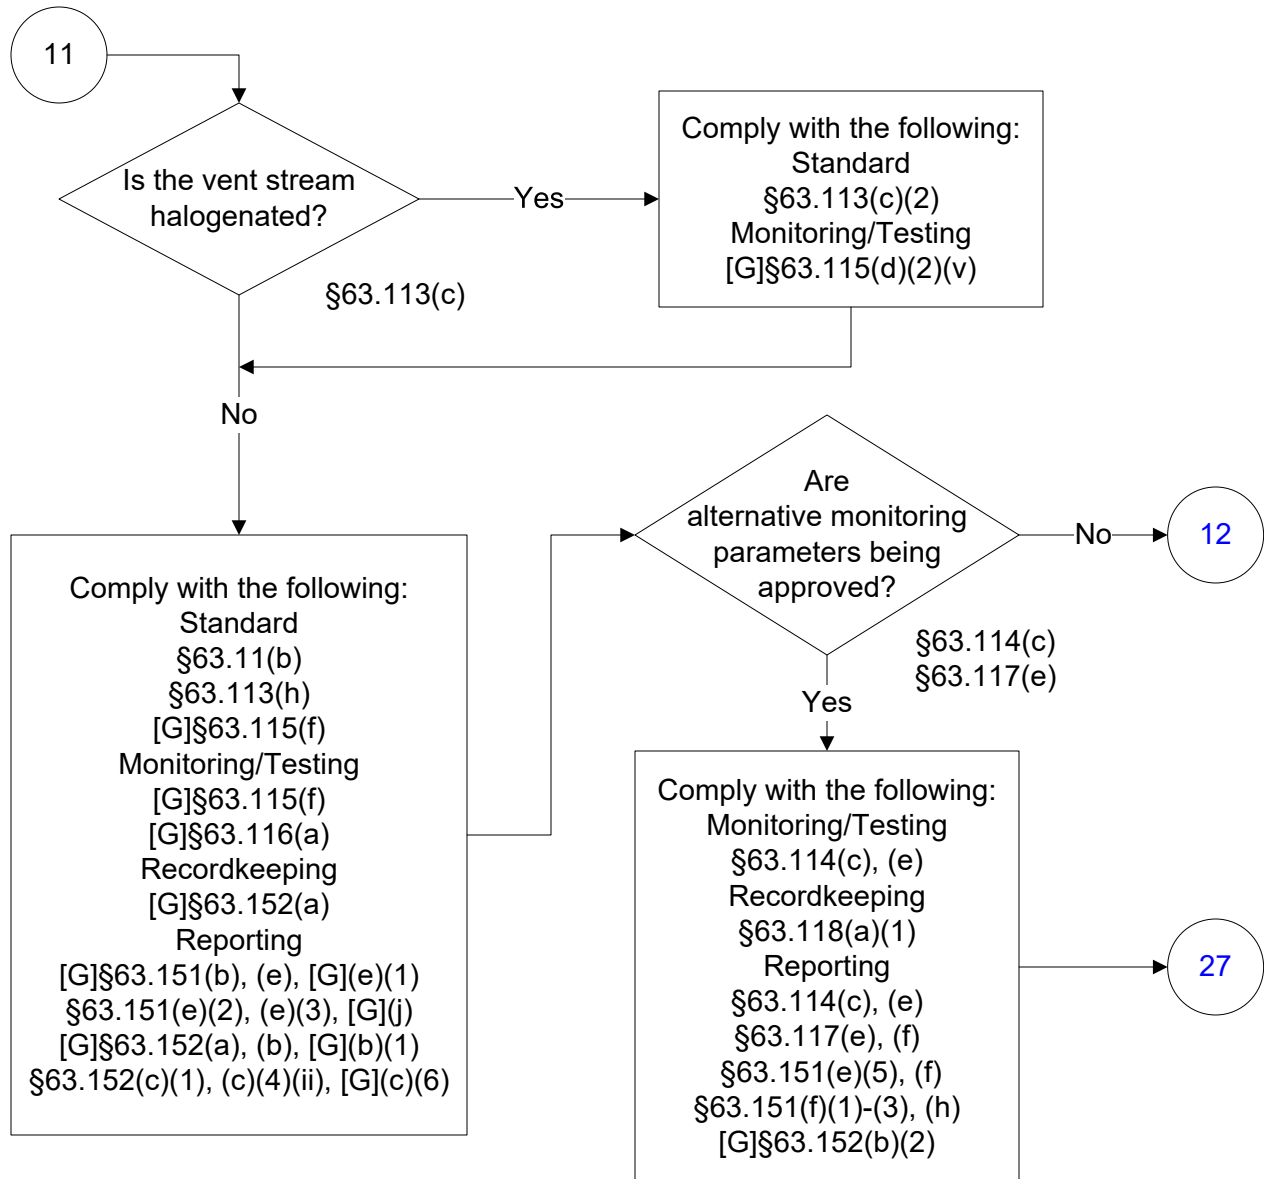 11
Is the vent stream
halogenated?
Yes
§63.113(c)
Comply with the following:
Standard
§63.113(c)(2)
Monitoring/Testing
[G]§63.115(d)(2)(v)
No
Comply with the following:
Standard
§63.11(b)
§63.113(h)
[G]§63.115(f)
Monitoring/Testing
[G]§63.115(f)
[G]§63.116(a)
Recordkeeping
[G]§63.152(a)
Reporting
[G]§63.151(b), (e), [G](e)(1)
§63.151(e)(2), (e)(3), [G](j)
[G]§63.152(a), (b), [G](b)(1)
§63.152(c)(1), (c)(4)(ii), [G](c)(6)
Are
alternative monitoring
parameters being
approved?
No
12
§63.114(c)
§63.117(e)
Yes
Comply with the following:
Monitoring/Testing
§63.114(c), (e)
Recordkeeping
§63.118(a)(1)
Reporting
§63.114(c), (e)
§63.117(e), (f)
§63.151(e)(5), (f)
§63.151(f)(1)-(3), (h)
[G]§63.152(b)(2)
27